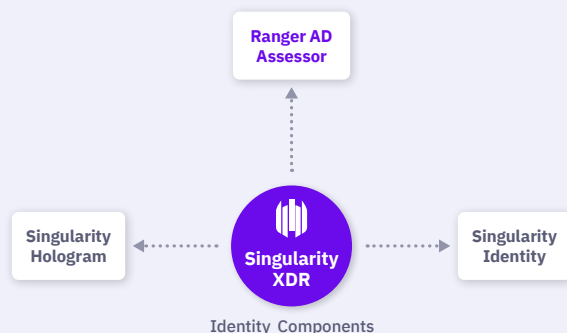 Ranger AD
Assessor
Singularity
Hologram
Singularity
XDR
Singularity
Identity
Identity Components